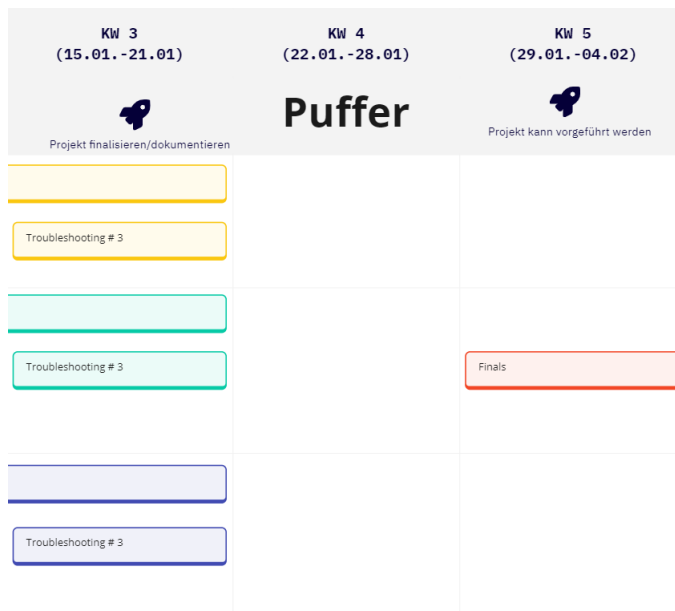 KW 3
(15.01.-21.01)
Projekt finalisieren/dokumentieren
KW 4
(22.01.-28.01)
Puffer
KW 5
(29.01.-04.02)
Projekt kann vorgeführt werden
Troubleshooting # 3
Troubleshooting # 3
Finals
Troubleshooting # 3